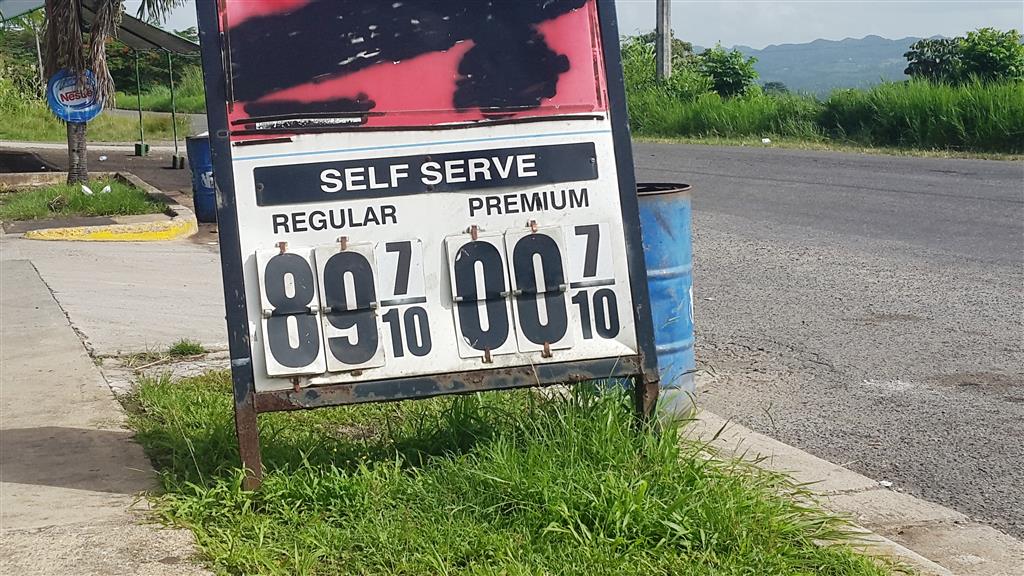 Nestlé
SELF SERVE
REGULAR PREMIUM
89 7/10 00 7/10